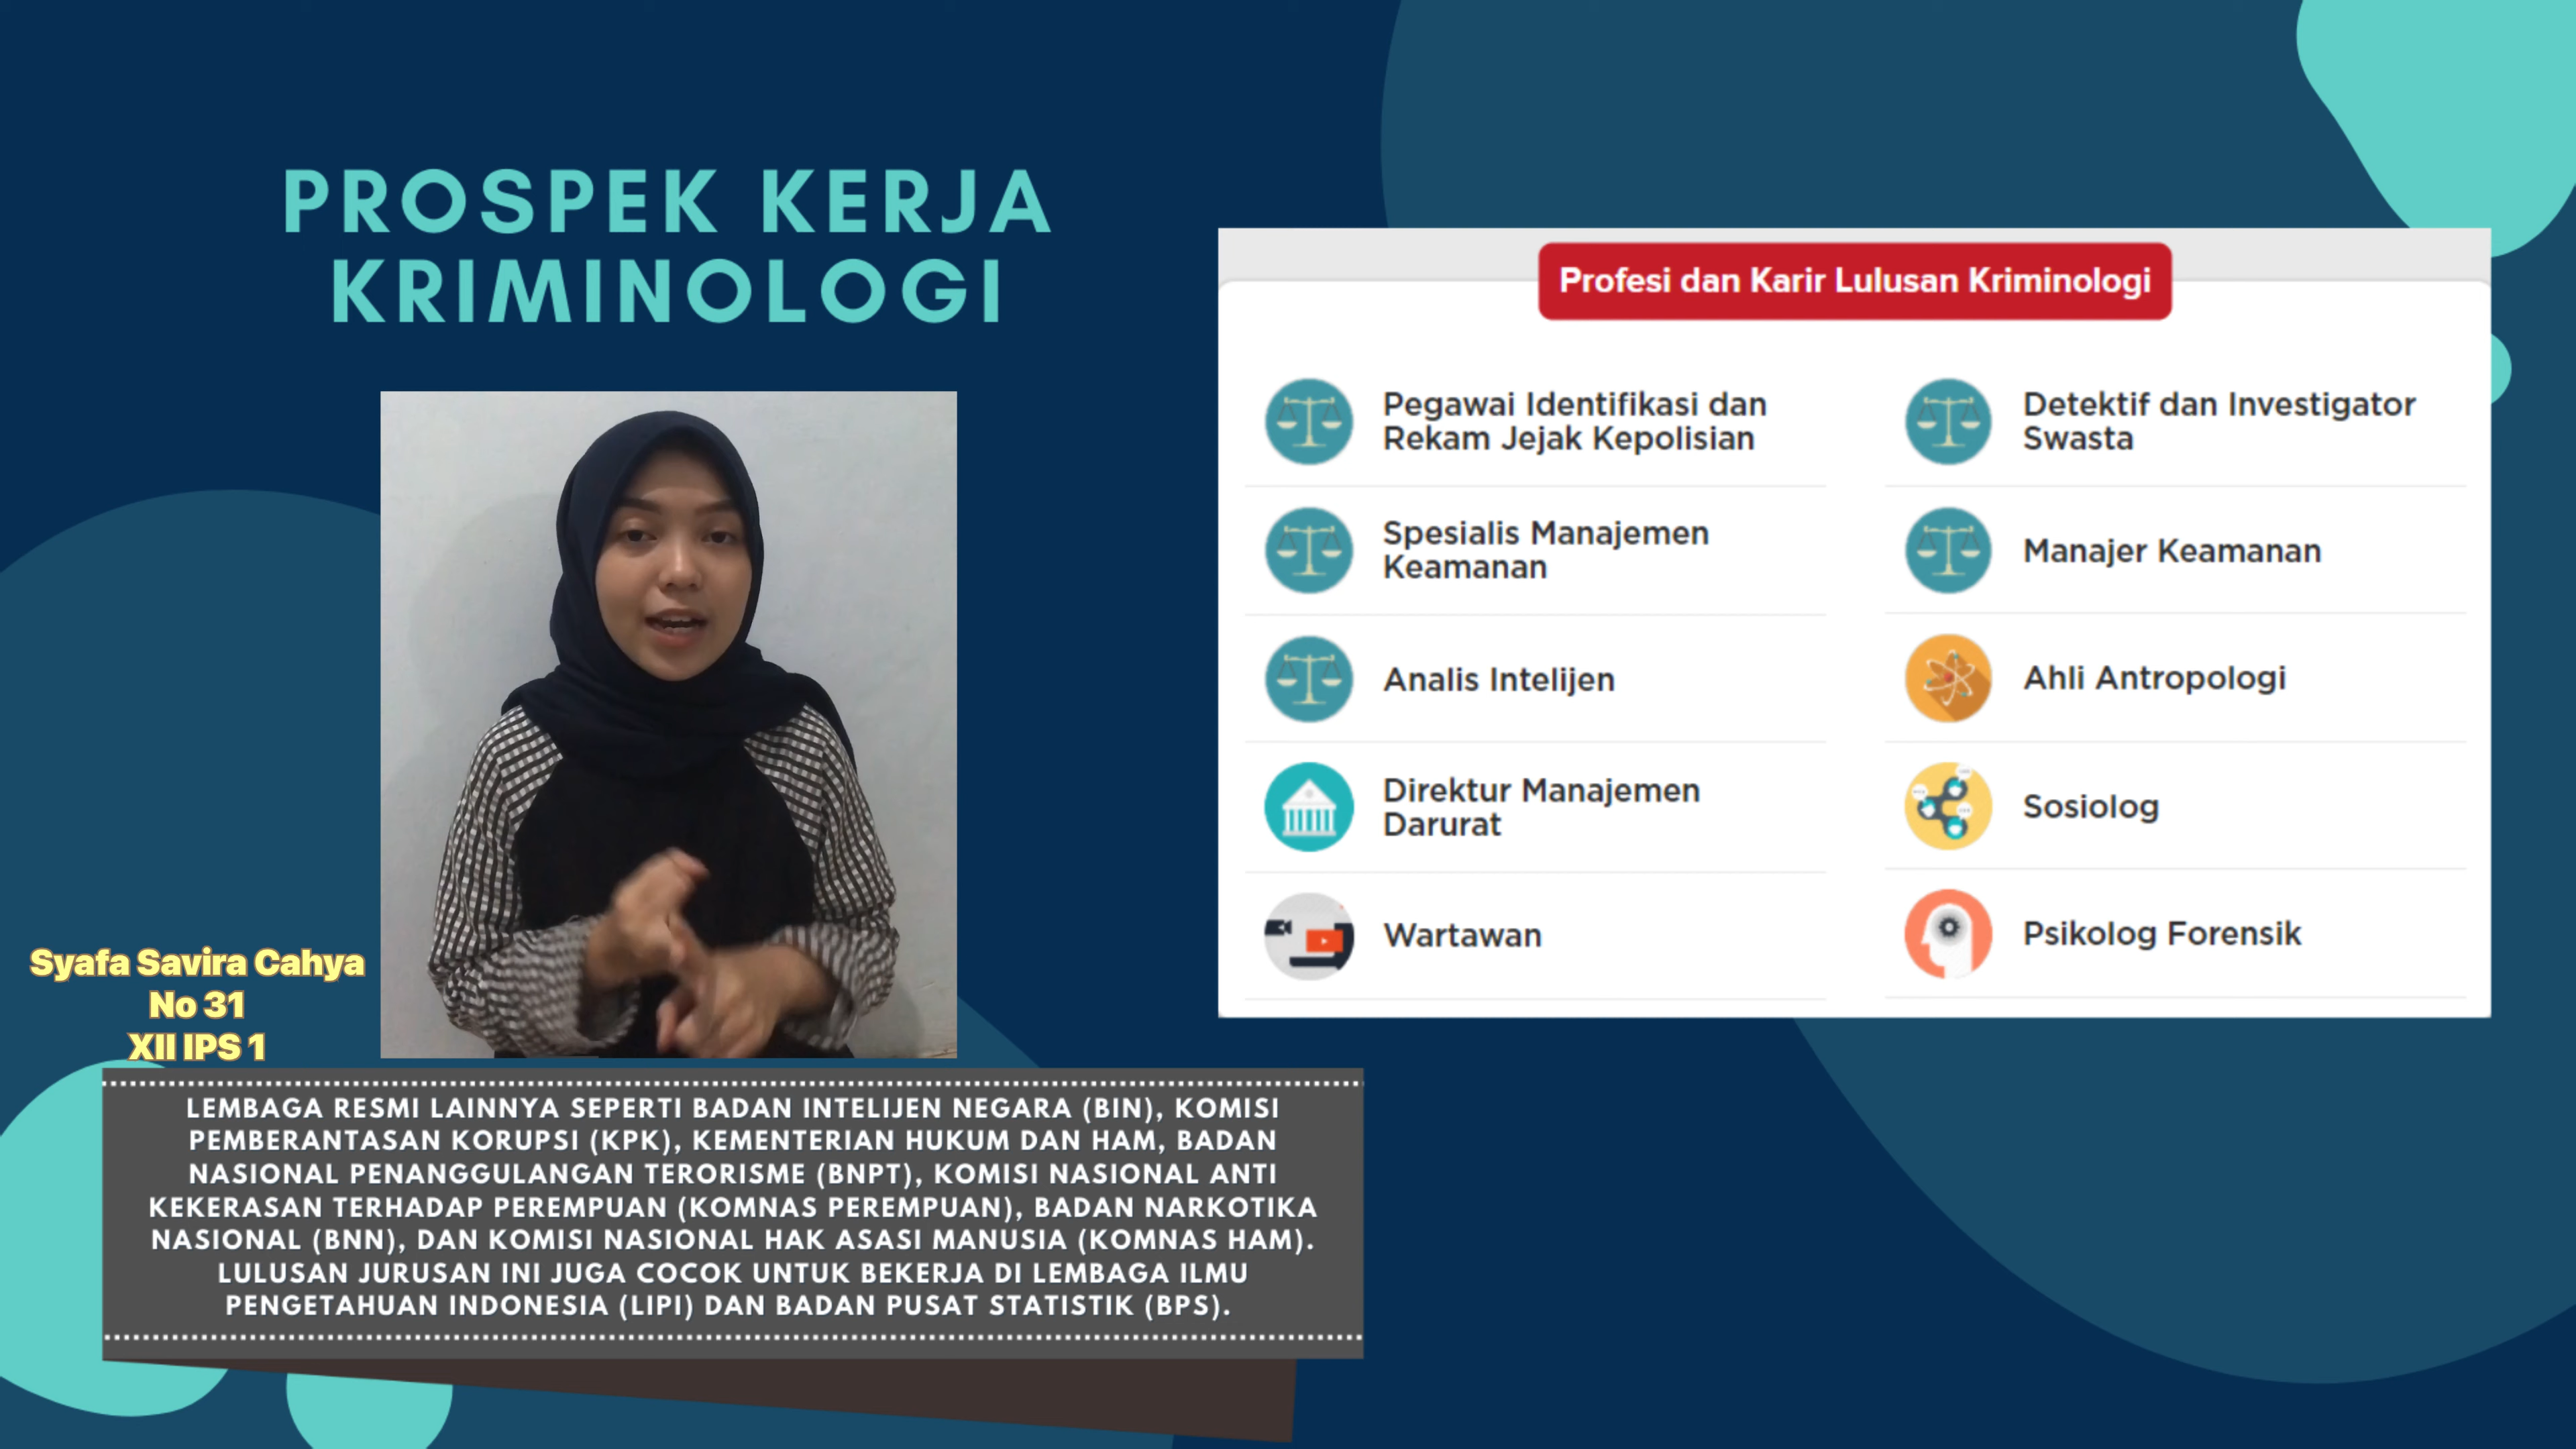 PROSPEK KERJA
KRIMINOLOGI
Syafa Savira Cahya
No 31
XII IPS 1
LEMBAGA RESMI LAINNYA SEPERTI BADAN INTELIJEN NEGARA (BIN), KOMISI
PEMBERANTASAN KORUPSI (KPK), KEMENTERIAN HUKUM DAN HAM, BADAN
NASIONAL PENANGGULANGAN TERORISME (BNPT), KOMISI NASIONAL ANTI
KEKERASAN TERHADAP PEREMPUAN (KOMNAS PEREMPUAN), BADAN NARKOTIKA
NASIONAL (BNN), DAN KOMISI NASIONAL HAK ASASI MANUSIA (KOMNAS HAM).
LULUSAN JURUSAN INI JUGA COCOK UNTUK BEKERJA DI LEMBAGA ILMU
PENGETAHUAN INDONESIA (LIPI) DAN BADAN PUSAT STATISTIK (BPS).
Profesi dan Karir Lulusan Kriminologi
Pegawai Identifikasi dan
Rekam Jejak Kepolisian
Spesialis Manajemen
Keamanan
Analis Intelijen
Direktur Manajemen
Darurat
Wartawan
Detektif dan Investigator
Swasta
Manajer Keamanan
Ahli Antropologi
Sosiolog
Psikolog Forensik